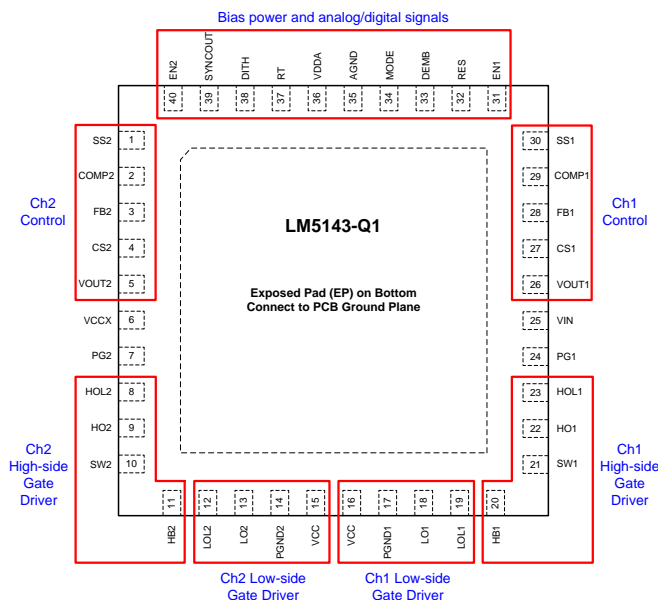 Bias power and analog/digital signals
EN2
SYNCOUT
DITH
RT
VDDA
AGND
MODE
DEMB
RES
EN1
40
39
38
37
36
35
34
33
32
31
SS2
1
COMP2
2
FB2
3
CS2
4
VOUT2
5
VCCX
6
PG2
7
HOL2
8
HO2
9
SW2
10
Ch2
Control
Ch2
High-side
Gate
Driver
LM5143-Q1
Exposed Pad (EP) on Bottom
Connect to PCB Ground Plane
30
SS1
29
COMP1
28
FB1
27
CS1
26
VOUT1
25
VIN
24
PG1
23
HOL1
22
HO1
21
SW1
Ch1
Control
Ch1
High-side
Gate
Driver
11
12
13
14
15
16
17
18
19
20
HB2
LOL2
LO2
PGND2
VCC
VCC
PGND1
LO1
LOL1
HB1
Ch2 Low-side
Gate Driver
Ch1 Low-side
Gate Driver